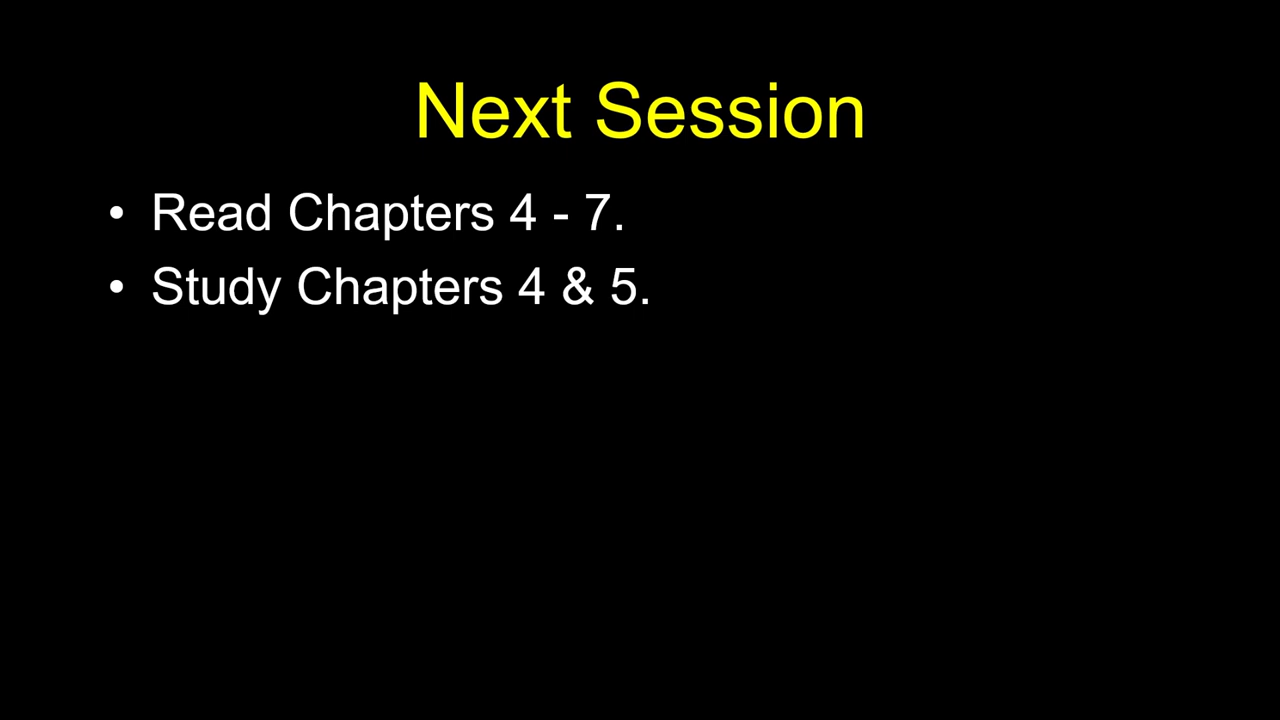 Next Session
• Read Chapters 4 - 7.
• Study Chapters 4 & 5.